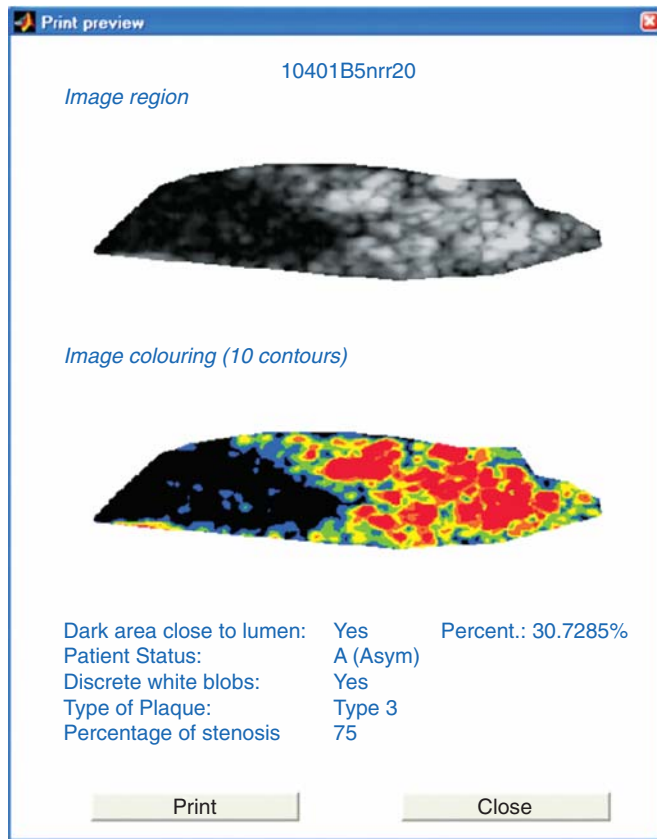 Print preview
10401B5nrr20
Image region
Image colouring (10 contours)
Dark area close to lumen: Yes Percent.: 30.7285%
Patient Status: A (Asym)
Discrete white blobs: Yes
Type of Plaque: Type 3
Percentage of stenosis 75
Print Close